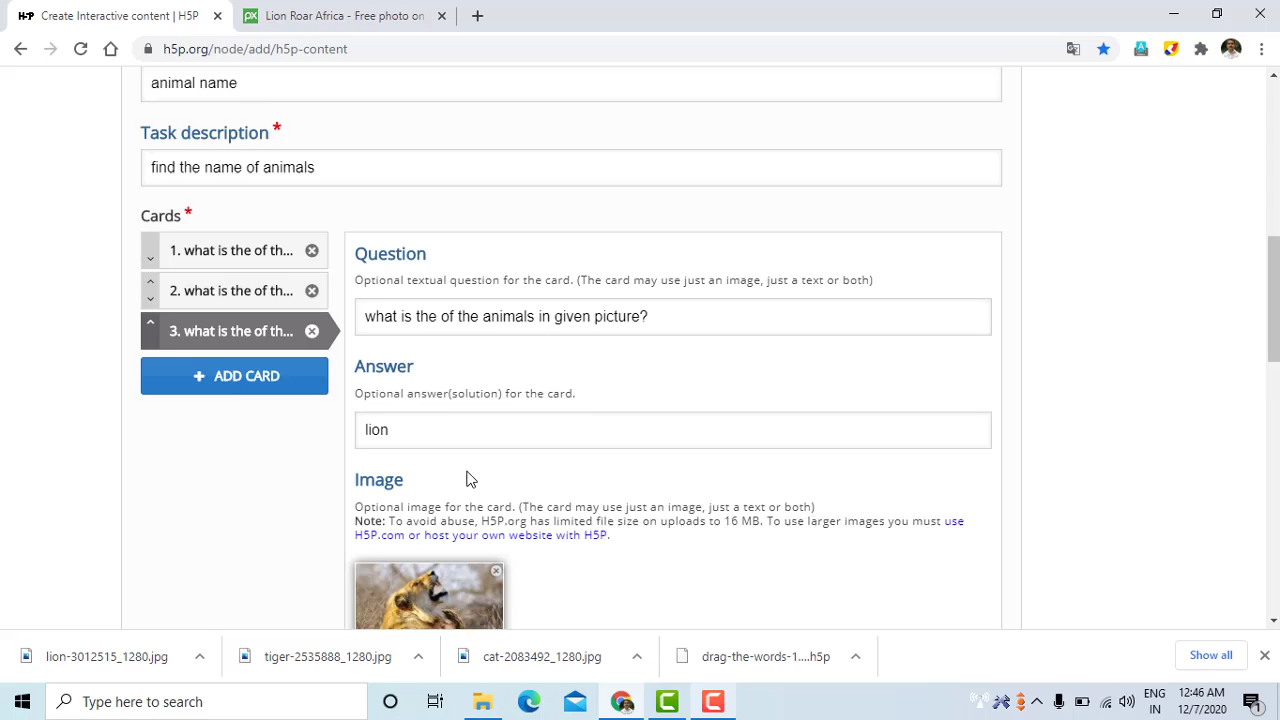 H-P Create Interactive content | H5P
Lion Roar Africa - Free photo on
h5p.org/node/add/h5p-content
animal name
Task description *
find the name of animals
Cards *
1. what is the of th...
2. what is the of th...
3. what is the of th...
+ ADD CARD
Question
Optional textual question for the card. (The card may use just an image, just a text or both)
what is the of the animals in given picture?
Answer
Optional answer(solution) for the card.
lion
Image
Optional image for the card. (The card may use just an image, just a text or both)
Note: To avoid abuse, H5P.org has limited file size on uploads to 16 MB. To use larger images you must use
H5P.com or host your own website with H5P.
lion-3012515_1280.jpg
tiger-2535888_1280.jpg
cat-2083492_1280.jpg
drag-the-words-1....h5p
Show all
Type here to search
ENG
IN
12:46 AM
12/7/2020